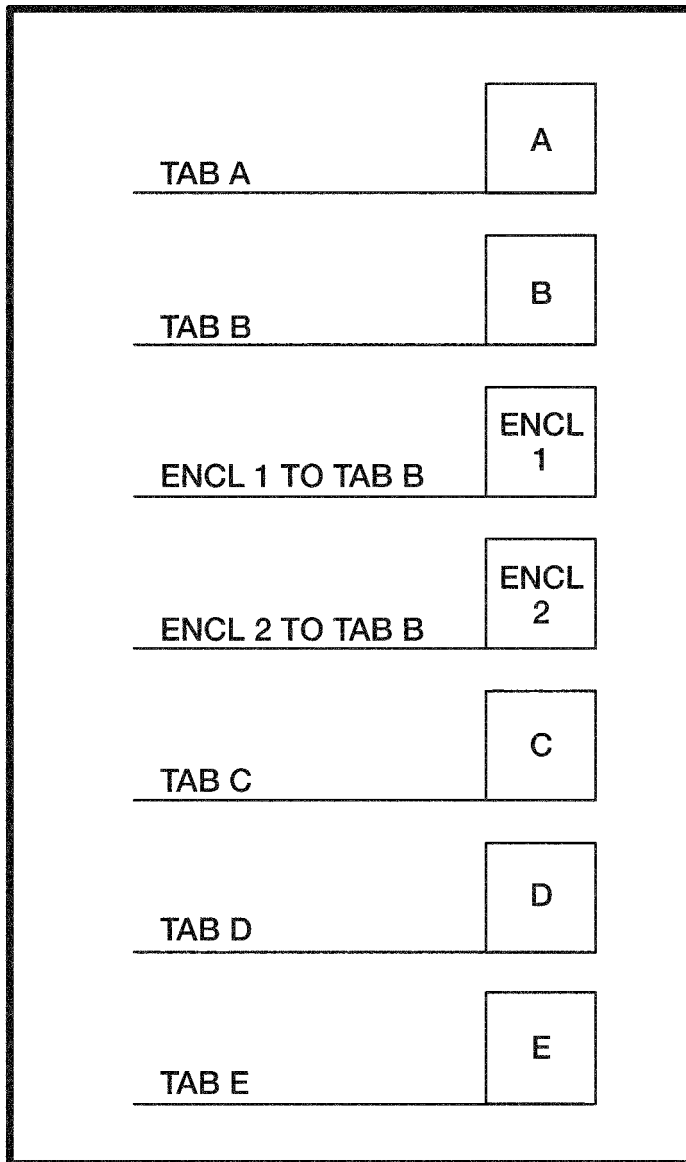 A
TAB A
B
TAB B
ENCL
1
ENCL 1 TO TAB B
ENCL
2
ENCL 2 TO TAB B
C
TAB C
D
TAB D
E
TAB E